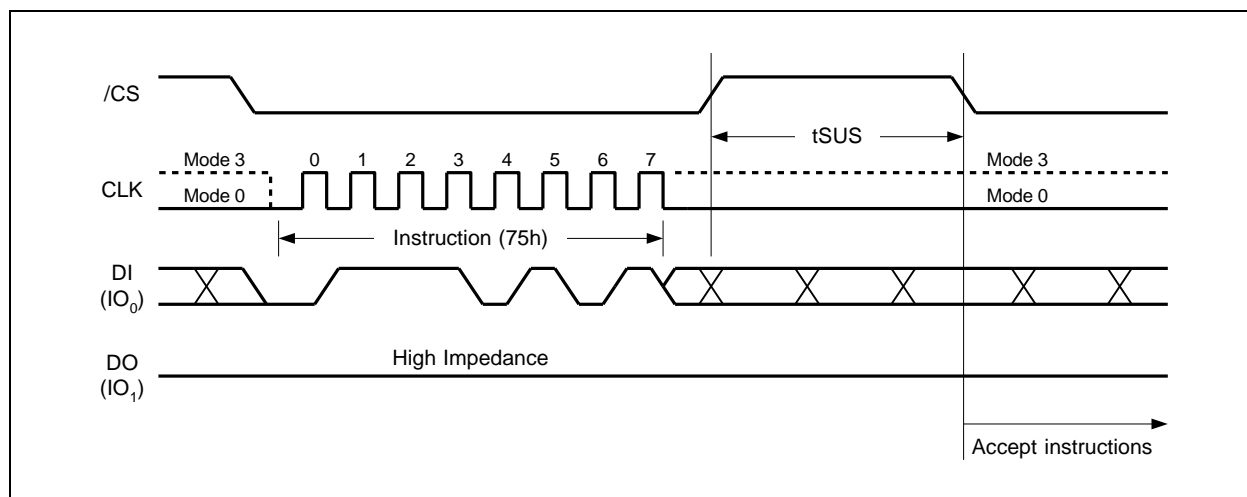 /CS
tSUS
Mode 3
0 1 2 3 4 5 6 7
Mode 3
CLK
Mode 0
Mode 0
Instruction (75h)
DI
(IO0)
High Impedance
DO
(IO1)
Accept instructions